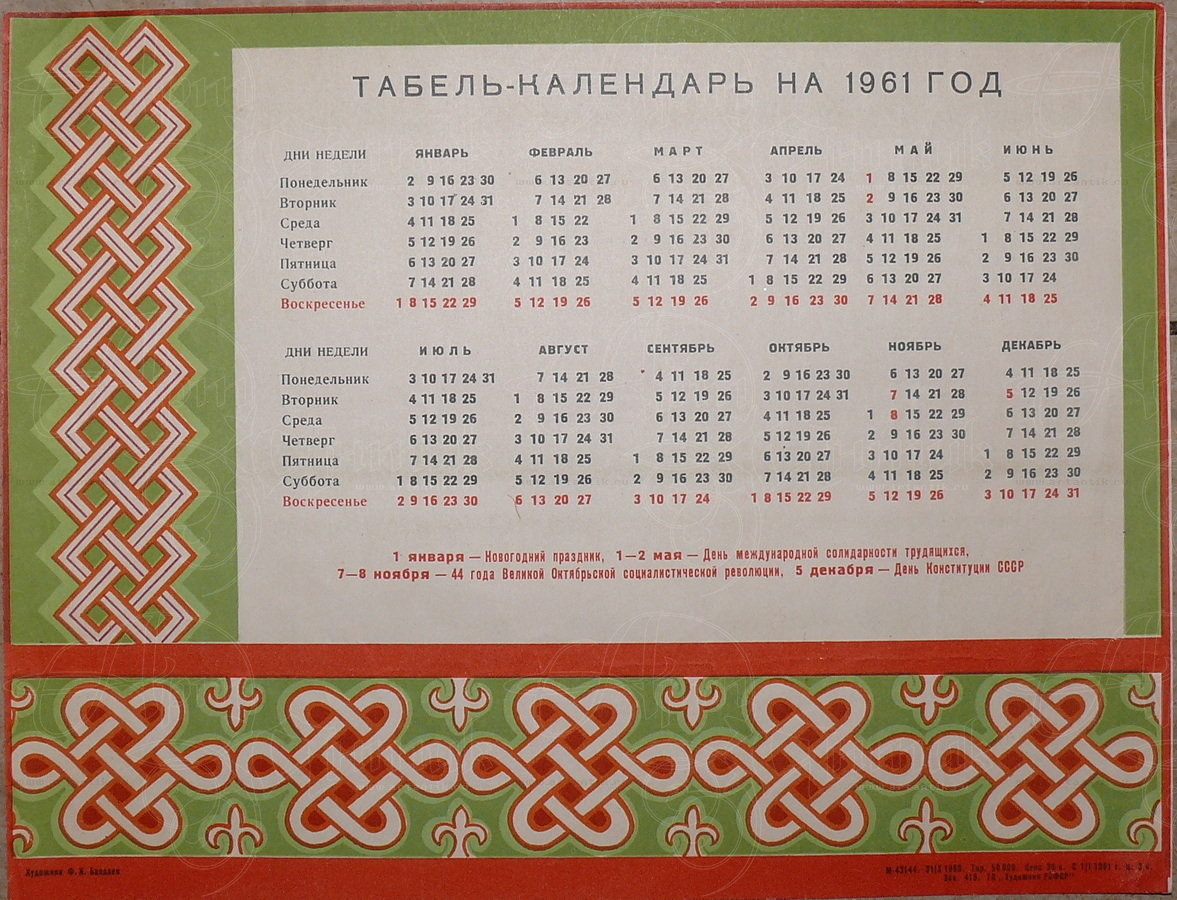 ТАБЕЛЬ-КАЛЕНДАРЬ НА 1961 ГОД
ДНИ НЕДЕЛИ ЯНВАРЬ ФЕВРАЛЬ МАРТ АПРЕЛЬ МАЙ ИЮНЬ
Понедельник 2 9 16 23 30 6 13 20 27 6 13 20 27 3 10 17 24 1 8 15 22 29 5 12 19 26
Вторник 3 10 17 24 31 7 14 21 28 7 14 21 28 4 11 18 25 2 9 16 23 30 6 13 20 27
Среда 4 11 18 25 1 8 15 22 1 8 15 22 29 5 12 19 26 3 10 17 24 31 7 14 21 28
Четверг 5 12 19 26 2 9 16 23 2 9 16 23 30 6 13 20 27 4 11 18 25 1 8 15 22 29
Пятница 6 13 20 27 3 10 17 24 3 10 17 24 31 7 14 21 28 5 12 19 26 2 9 16 23 30
Суббота 7 14 21 28 4 11 18 25 4 11 18 25 1 8 15 22 29 6 13 20 27 3 10 17 24
Воскресенье 1 8 15 22 29 5 12 19 26 5 12 19 26 2 9 16 23 30 7 14 21 28 4 11 18 25
ДНИ НЕДЕЛИ ИЮЛЬ АВГУСТ СЕНТЯБРЬ ОКТЯБРЬ НОЯБРЬ ДЕКАБРЬ
Понедельник 3 10 17 24 31 7 14 21 28 4 11 18 25 2 9 16 23 30 6 13 20 27 4 11 18 25
Вторник 4 11 18 25 1 8 15 22 29 5 12 19 26 3 10 17 24 31 7 14 21 28 5 12 19 26
Среда 5 12 19 26 2 9 16 23 30 6 13 20 27 4 11 18 25 1 8 15 22 29 6 13 20 27
Четверг 6 13 20 27 3 10 17 24 31 7 14 21 28 5 12 19 26 2 9 16 23 30 7 14 21 28
Пятница 7 14 21 28 4 11 18 25 1 8 15 22 29 6 13 20 27 3 10 17 24 1 8 15 22 29
Суббота 1 8 15 22 29 5 12 19 26 2 9 16 23 30 7 14 21 28 4 11 18 25 2 9 16 23 30
Воскресенье 2 9 16 23 30 6 13 20 27 3 10 17 24 1 8 15 22 29 5 12 19 26 3 10 17 24 31
1 января — Новогодний праздник, 1—2 мая — День международной солидарности трудящихся,
7—8 ноября — 44 года Великой Октябрьской социалистической революции, 5 декабря — День Конституции СССР
Художник Ф. И.